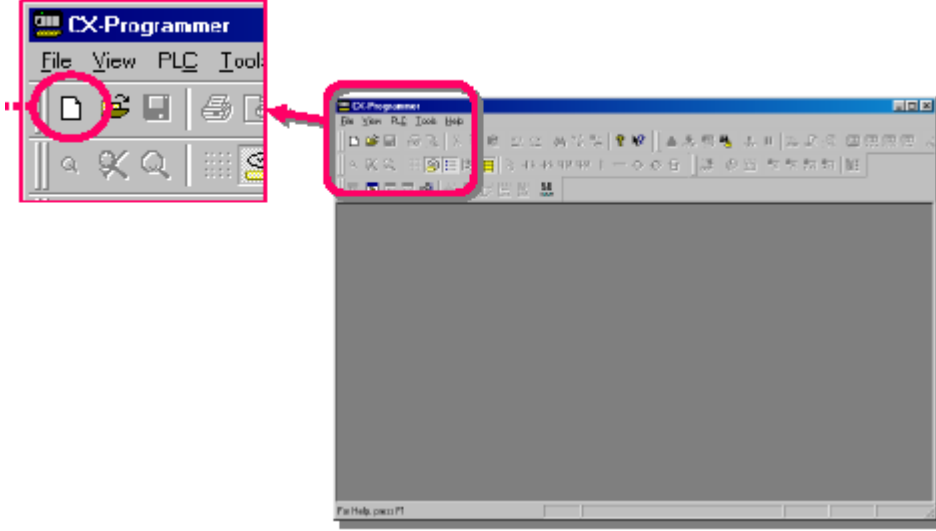 CX-Programmer
File View PLC Tools
CX-Programmer
File View PLC Tools Help
For Help, press F1